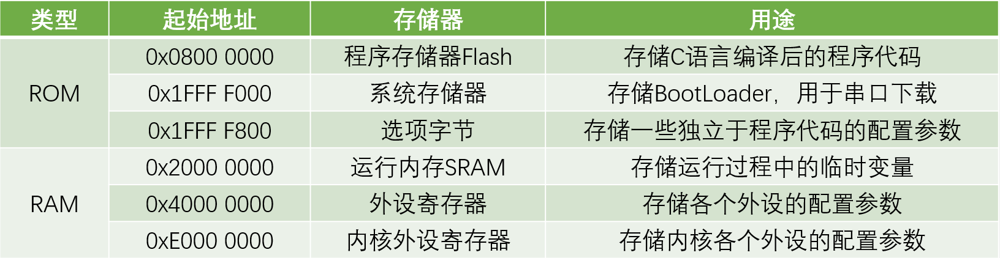 类型 起始地址 存储器 用途
ROM 0x0800 0000 程序存储器Flash 存储C语言编译后的程序代码
0x1FFF F000 系统存储器 存储BootLoader，用于串口下载
0x1FFF F800 选项字节 存储一些独立于程序代码的配置参数
RAM 0x2000 0000 运行内存SRAM 存储运行过程中的临时变量
0x4000 0000 外设寄存器 存储各个外设的配置参数
0xE000 0000 内核外设寄存器 存储内核各个外设的配置参数